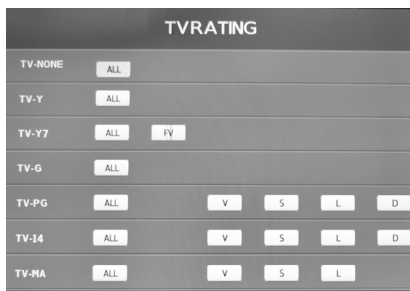 TVRATING
TV-NONE ALL
TV-Y ALL
TV-Y7 ALL FV
TV-G ALL
TV-PG ALL V S L D
TV-14 ALL V S L D
TV-MA ALL V S L